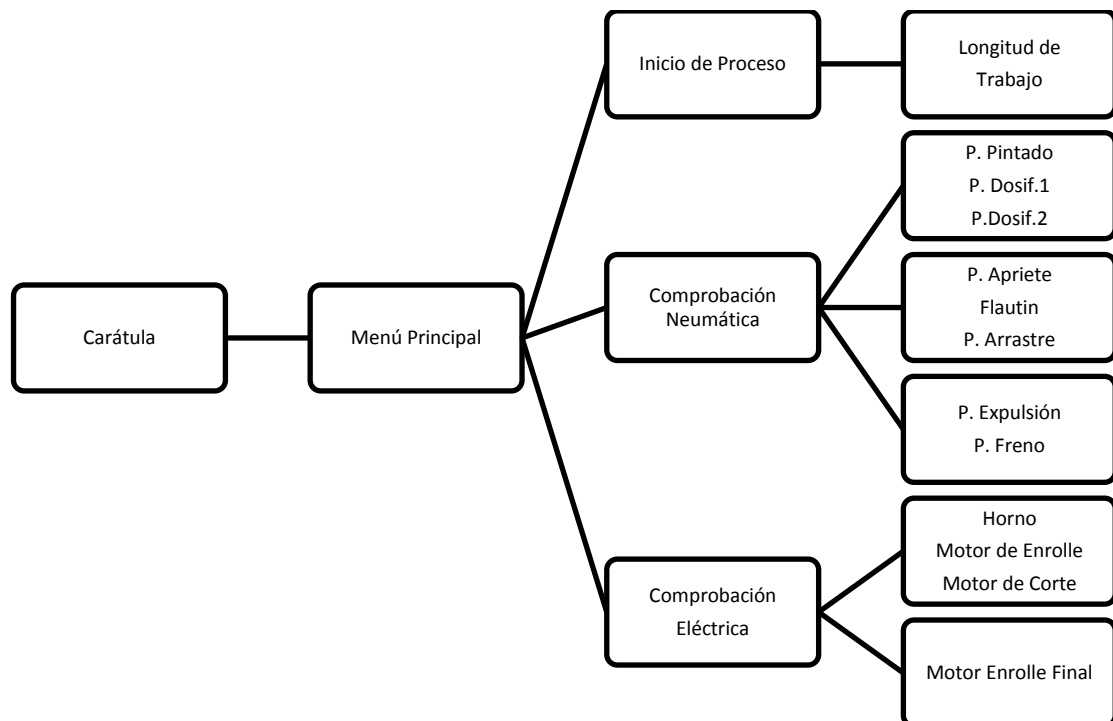 Carátula
Menú Principal
Inicio de Proceso
Longitud de
Trabajo
Comprobación
Neumática
P. Pintado
P. Dosif.1
P.Dosif.2
P. Apriete
Flautin
P. Arrastre
P. Expulsión
P. Freno
Comprobación
Eléctrica
Horno
Motor de Enrolle
Motor de Corte
Motor Enrolle Final